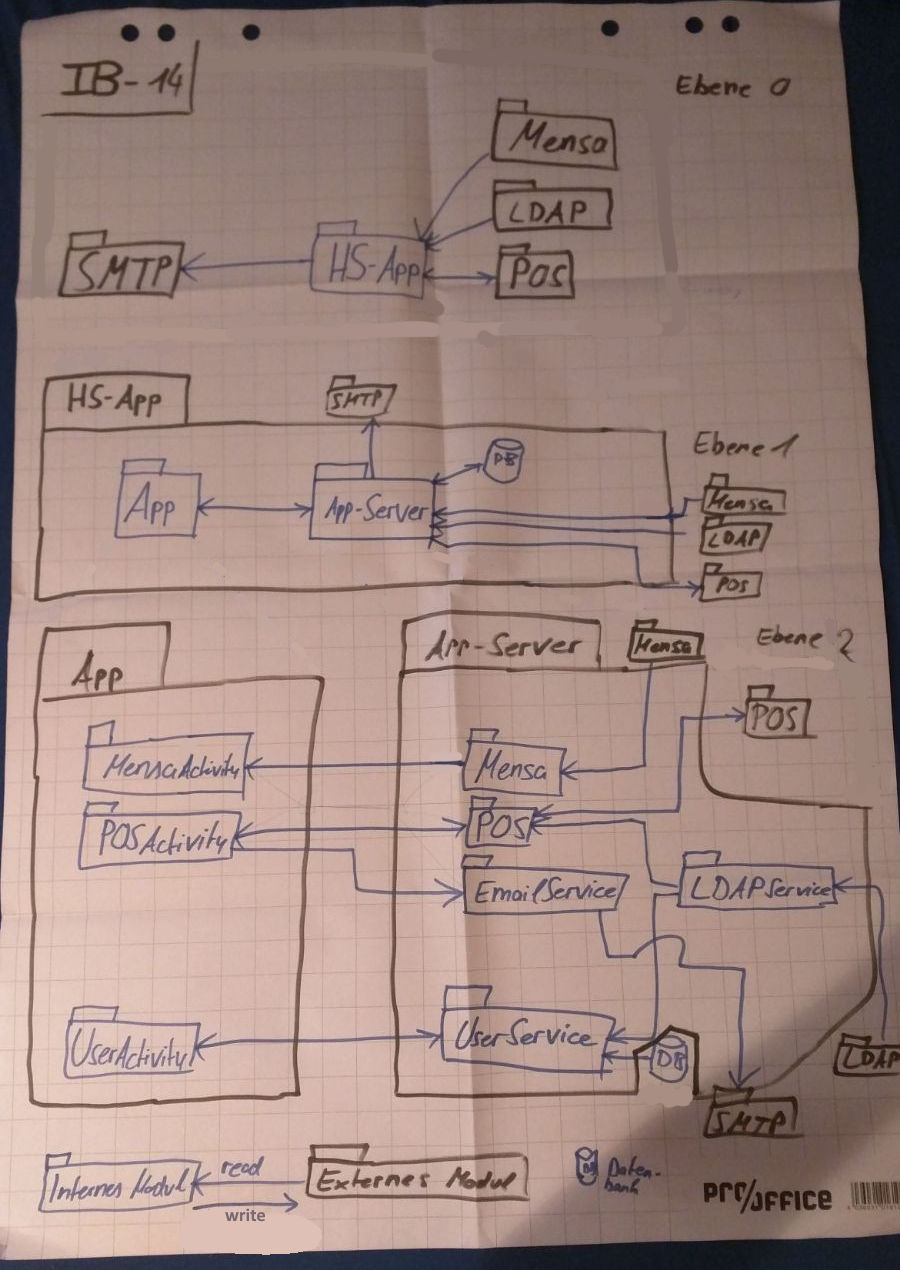 IB-14
Ebene 0
Mensa
LDAP
SMTP
HS-App
POS
HS-App
SMTP
Ebene 1
DB
App
App-Server
Mensa
LDAP
POS
App
App-Server
Mensa
Ebene 2
POS
MensaActivity
Mensa
POSActivity
POS
EmailService
LDAPService
UserActivity
UserService
DB
LDAP
SMTP
Internes Modul
read
write
Externes Modul
Daten-
bank
PrO/OFFICE